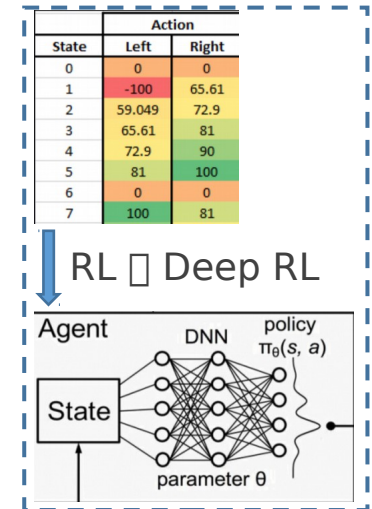 Action
State Left Right
0 0 0
1 -100 65.61
2 59.049 72.9
3 65.61 81
4 72.9 90
5 81 100
6 0 0
7 100 81
RL ▯ Deep RL
Agent
DNN
policy
πθ(s, a)
State
parameter θ